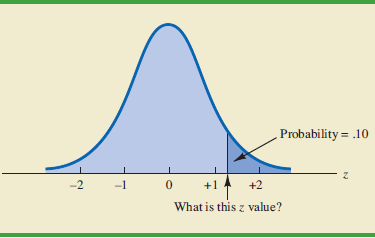 Probability = .10
z
–2 –1 0 +1 +2
What is this z value?